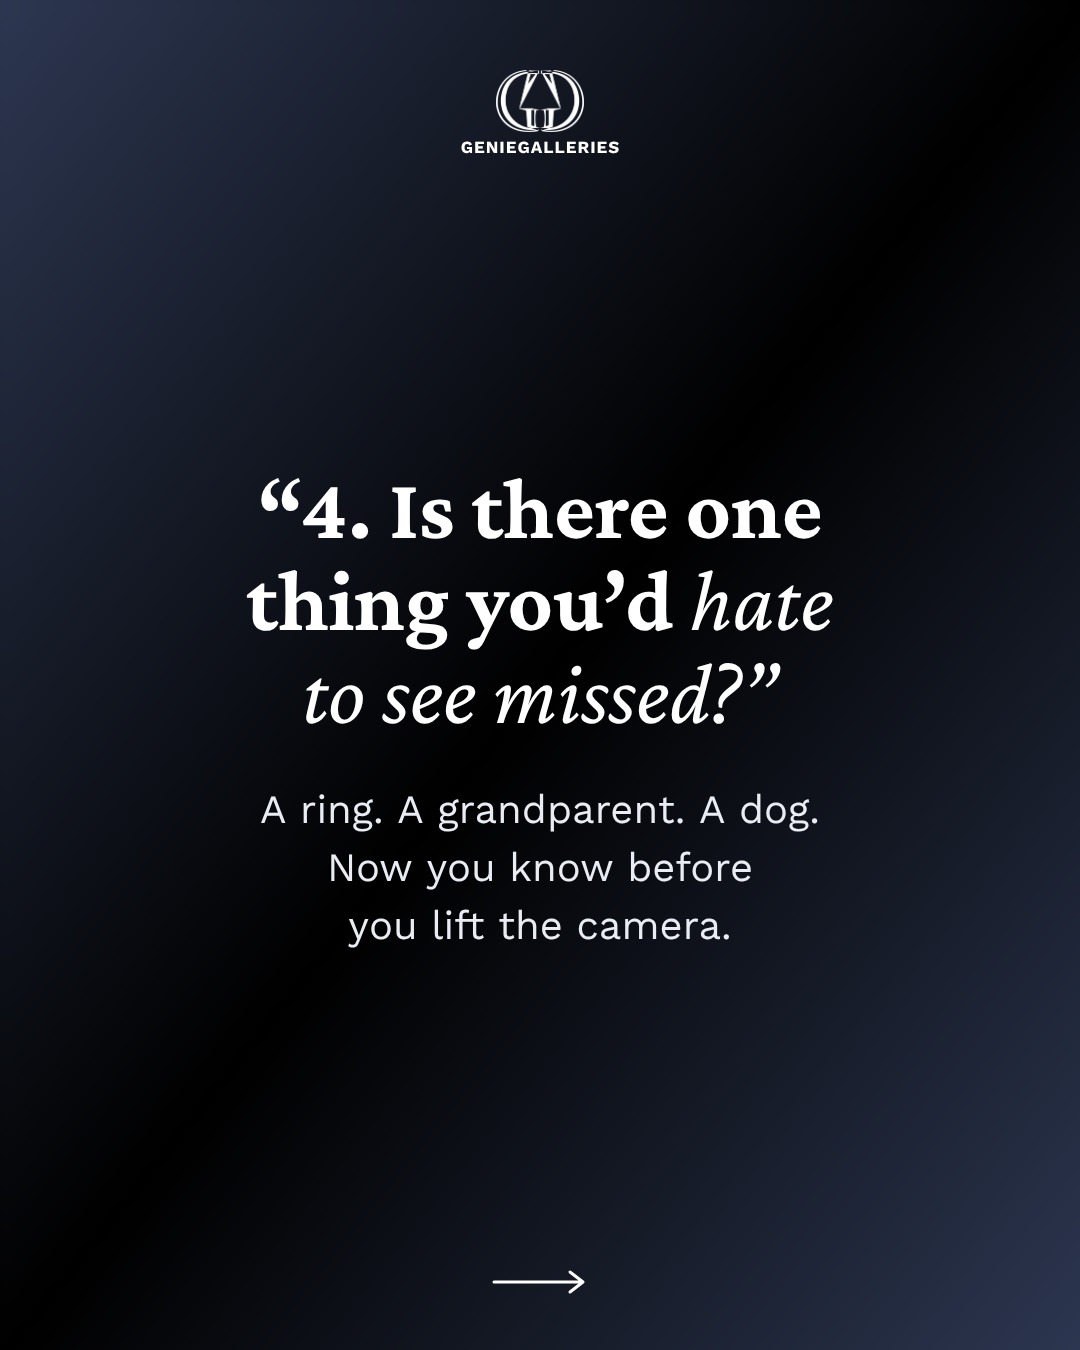 GENIEGALLERIES
“4. Is there one
thing you’d hate
to see missed?”
A ring. A grandparent. A dog.
Now you know before
you lift the camera.